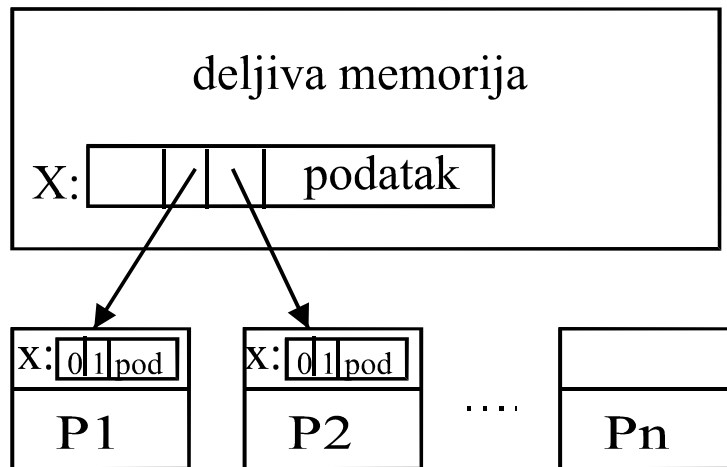 deljiva memorija
X: podatak
x: 0 1 pod x: 0 1 pod
P1 P2 .... Pn